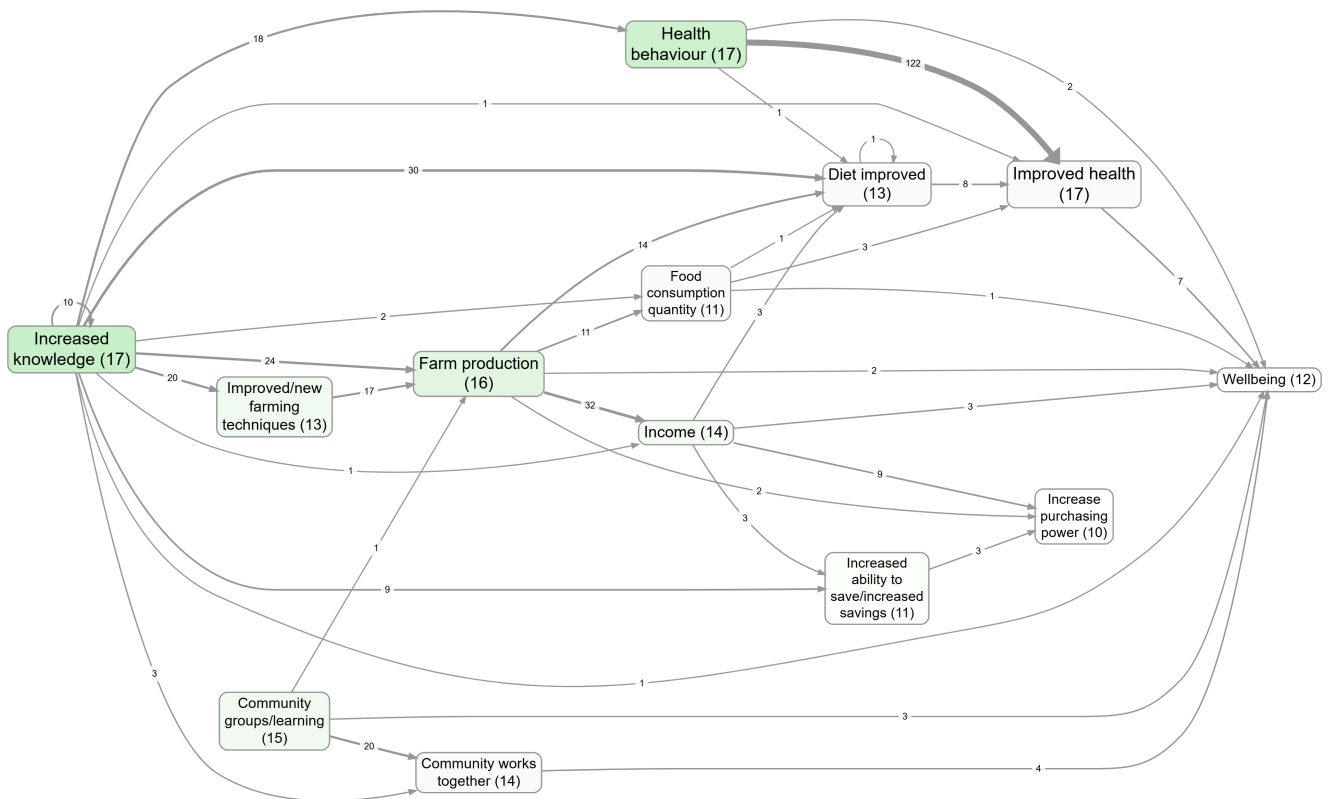 Health
behaviour (17)
18
122
2
1
1
1
30
Diet improved
(13)
8
Improved health
(17)
14
1
3
Food
consumption
quantity (11)
7
10
2
1
11
3
Increased
knowledge (17)
24
Farm production
(16)
2
Wellbeing (12)
20
Improved/new
farming
techniques (13)
17
32
3
Income (14)
1
9
2
Increase
purchasing
power (10)
3
1
3
Increased
ability to
save/increased
savings (11)
9
3
1
Community
groups/learning
(15)
3
20
Community works
together (14)
4